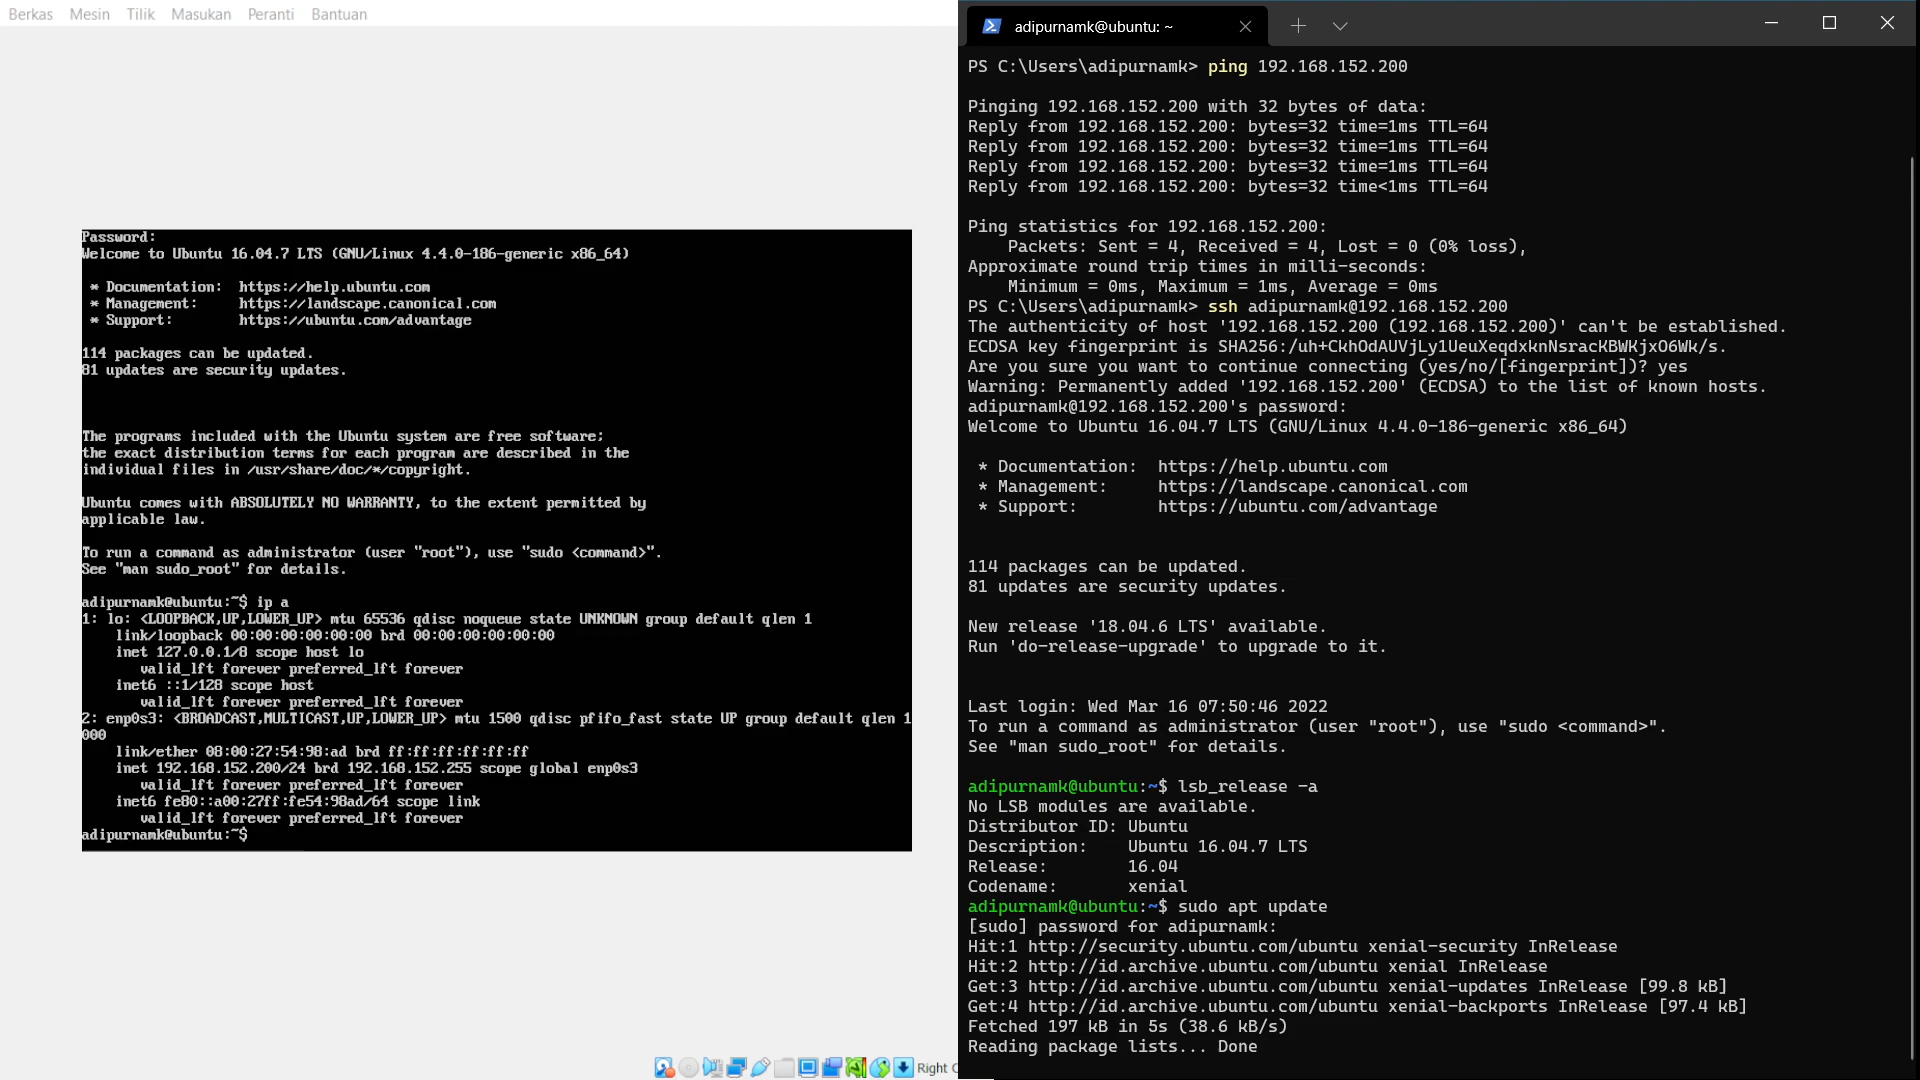 Berkas Mesin Tilik Masukan Peranti Bantuan
Password:
Welcome to Ubuntu 16.04.7 LTS (GNU/Linux 4.4.0-186-generic x86_64)
* Documentation: https://help.ubuntu.com
* Management: https://landscape.canonical.com
* Support: https://ubuntu.com/advantage
114 packages can be updated.
81 updates are security updates.
The programs included with the Ubuntu system are free software;
the exact distribution terms for each program are described in the
individual files in /usr/share/doc/*/copyright.
Ubuntu comes with ABSOLUTELY NO WARRANTY, to the extent permitted by
applicable law.
To run a command as administrator (user "root"), use "sudo <command>".
See "man sudo_root" for details.
adipurnamk@ubuntu:~$ ip a
1: lo: <LOOPBACK,UP,LOWER_UP> mtu 65536 qdisc noqueue state UNKNOWN group default qlen 1
link/loopback 00:00:00:00:00:00 brd 00:00:00:00:00:00
inet 127.0.0.1/8 scope host lo
valid_lft forever preferred_lft forever
inet6 ::1/128 scope host
valid_lft forever preferred_lft forever
2: enp0s3: <BROADCAST,MULTICAST,UP,LOWER_UP> mtu 1500 qdisc pfifo_fast state UP group default qlen 1
000
link/ether 08:00:27:54:98:ad brd ff:ff:ff:ff:ff:ff
inet 192.168.152.200/24 brd 192.168.152.255 scope global enp0s3
valid_lft forever preferred_lft forever
inet6 fe80::a00:27ff:fe54:98ad/64 scope link
valid_lft forever preferred_lft forever
adipurnamk@ubuntu:~$
Right C
adipurnamk@ubuntu: ~
PS C:\Users\adipurnamk> ping 192.168.152.200
Pinging 192.168.152.200 with 32 bytes of data:
Reply from 192.168.152.200: bytes=32 time=1ms TTL=64
Reply from 192.168.152.200: bytes=32 time=1ms TTL=64
Reply from 192.168.152.200: bytes=32 time=1ms TTL=64
Reply from 192.168.152.200: bytes=32 time<1ms TTL=64
Ping statistics for 192.168.152.200:
Packets: Sent = 4, Received = 4, Lost = 0 (0% loss),
Approximate round trip times in milli-seconds:
Minimum = 0ms, Maximum = 1ms, Average = 0ms
PS C:\Users\adipurnamk> ssh adipurnamk@192.168.152.200
The authenticity of host '192.168.152.200 (192.168.152.200)' can't be established.
ECDSA key fingerprint is SHA256:/uh+CkhOdAUVjLy1UeuXeqdxknNsracKBWKjxO6Wk/s.
Are you sure you want to continue connecting (yes/no/[fingerprint])? yes
Warning: Permanently added '192.168.152.200' (ECDSA) to the list of known hosts.
adipurnamk@192.168.152.200's password:
Welcome to Ubuntu 16.04.7 LTS (GNU/Linux 4.4.0-186-generic x86_64)
* Documentation: https://help.ubuntu.com
* Management: https://landscape.canonical.com
* Support: https://ubuntu.com/advantage
114 packages can be updated.
81 updates are security updates.
New release '18.04.6 LTS' available.
Run 'do-release-upgrade' to upgrade to it.
Last login: Wed Mar 16 07:50:46 2022
To run a command as administrator (user "root"), use "sudo <command>".
See "man sudo_root" for details.
adipurnamk@ubuntu:~$ lsb_release -a
No LSB modules are available.
Distributor ID: Ubuntu
Description: Ubuntu 16.04.7 LTS
Release: 16.04
Codename: xenial
adipurnamk@ubuntu:~$ sudo apt update
[sudo] password for adipurnamk:
Hit:1 http://security.ubuntu.com/ubuntu xenial-security InRelease
Hit:2 http://id.archive.ubuntu.com/ubuntu xenial InRelease
Get:3 http://id.archive.ubuntu.com/ubuntu xenial-updates InRelease [99.8 kB]
Get:4 http://id.archive.ubuntu.com/ubuntu xenial-backports InRelease [97.4 kB]
Fetched 197 kB in 5s (38.6 kB/s)
Reading package lists... Done